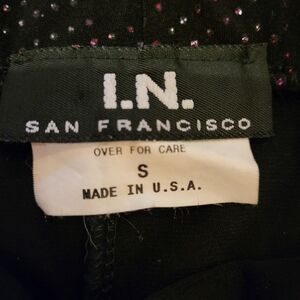 I.N.
SAN FRANCISCO
OVER FOR CARE
S
MADE IN U.S.A.